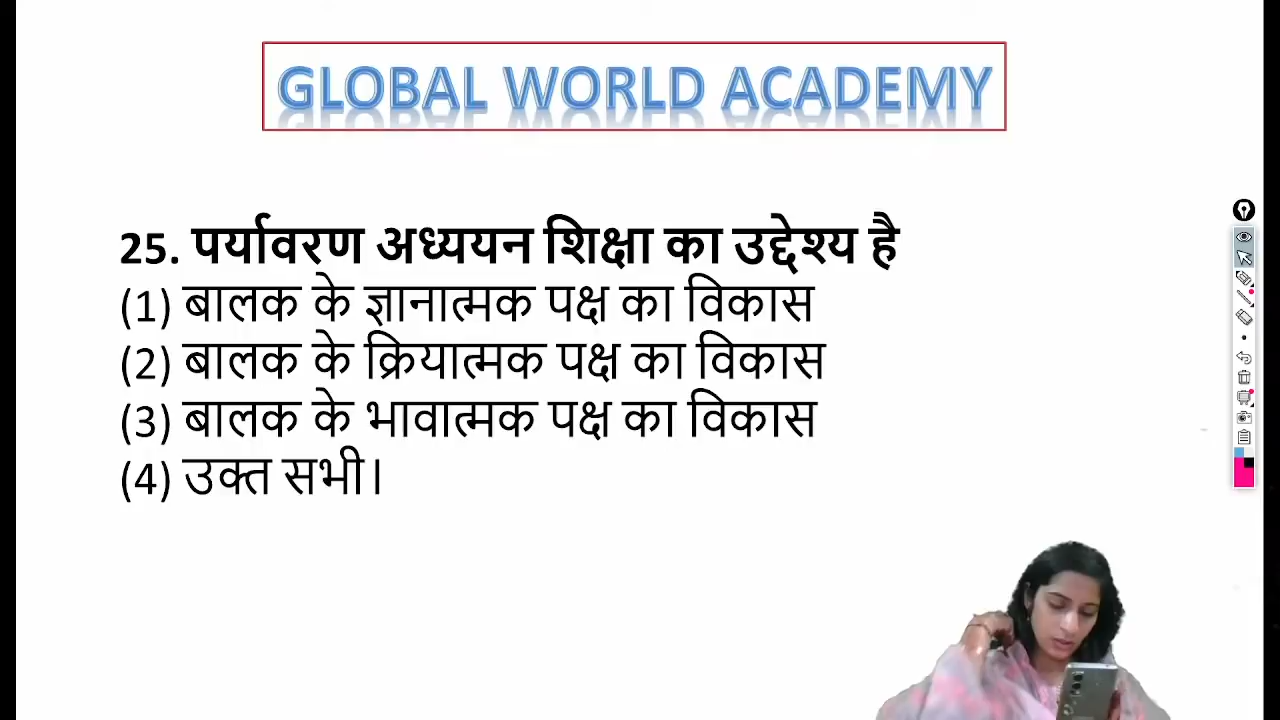 GLOBAL WORLD ACADEMY
25. पर्यावरण अध्ययन शिक्षा का उद्देश्य है
(1) बालक के ज्ञानात्मक पक्ष का विकास
(2) बालक के क्रियात्मक पक्ष का विकास
(3) बालक के भावात्मक पक्ष का विकास
(4) उक्त सभी।